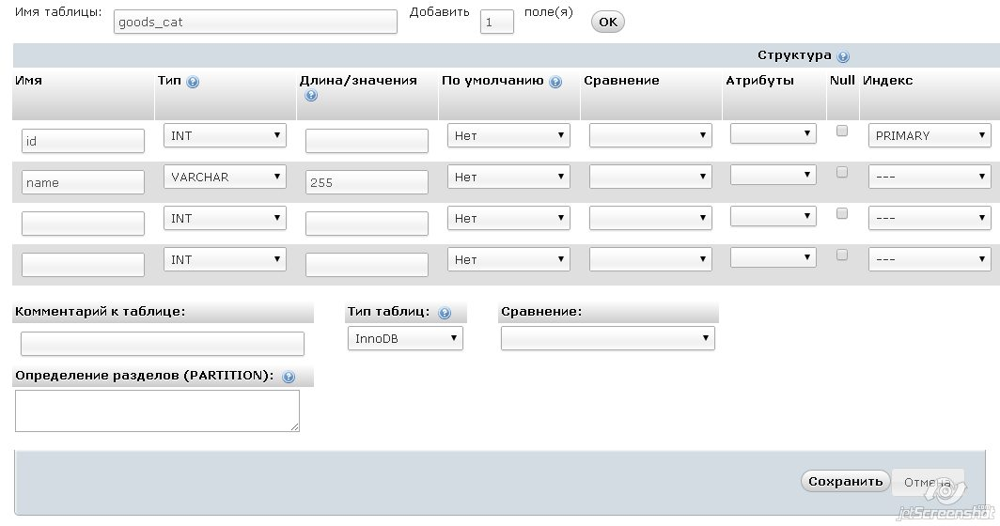 Имя таблицы: goods_cat Добавить 1 поле(я) OK
Структура
Имя Тип Длина/значения По умолчанию Сравнение Атрибуты Null Индекс
id INT Нет PRIMARY
name VARCHAR 255 Нет ---
INT Нет ---
INT Нет ---
Комментарий к таблице: Тип таблиц: Сравнение:
InnoDB
Определение разделов (PARTITION):
Сохранить Отмена
jetScreenshot